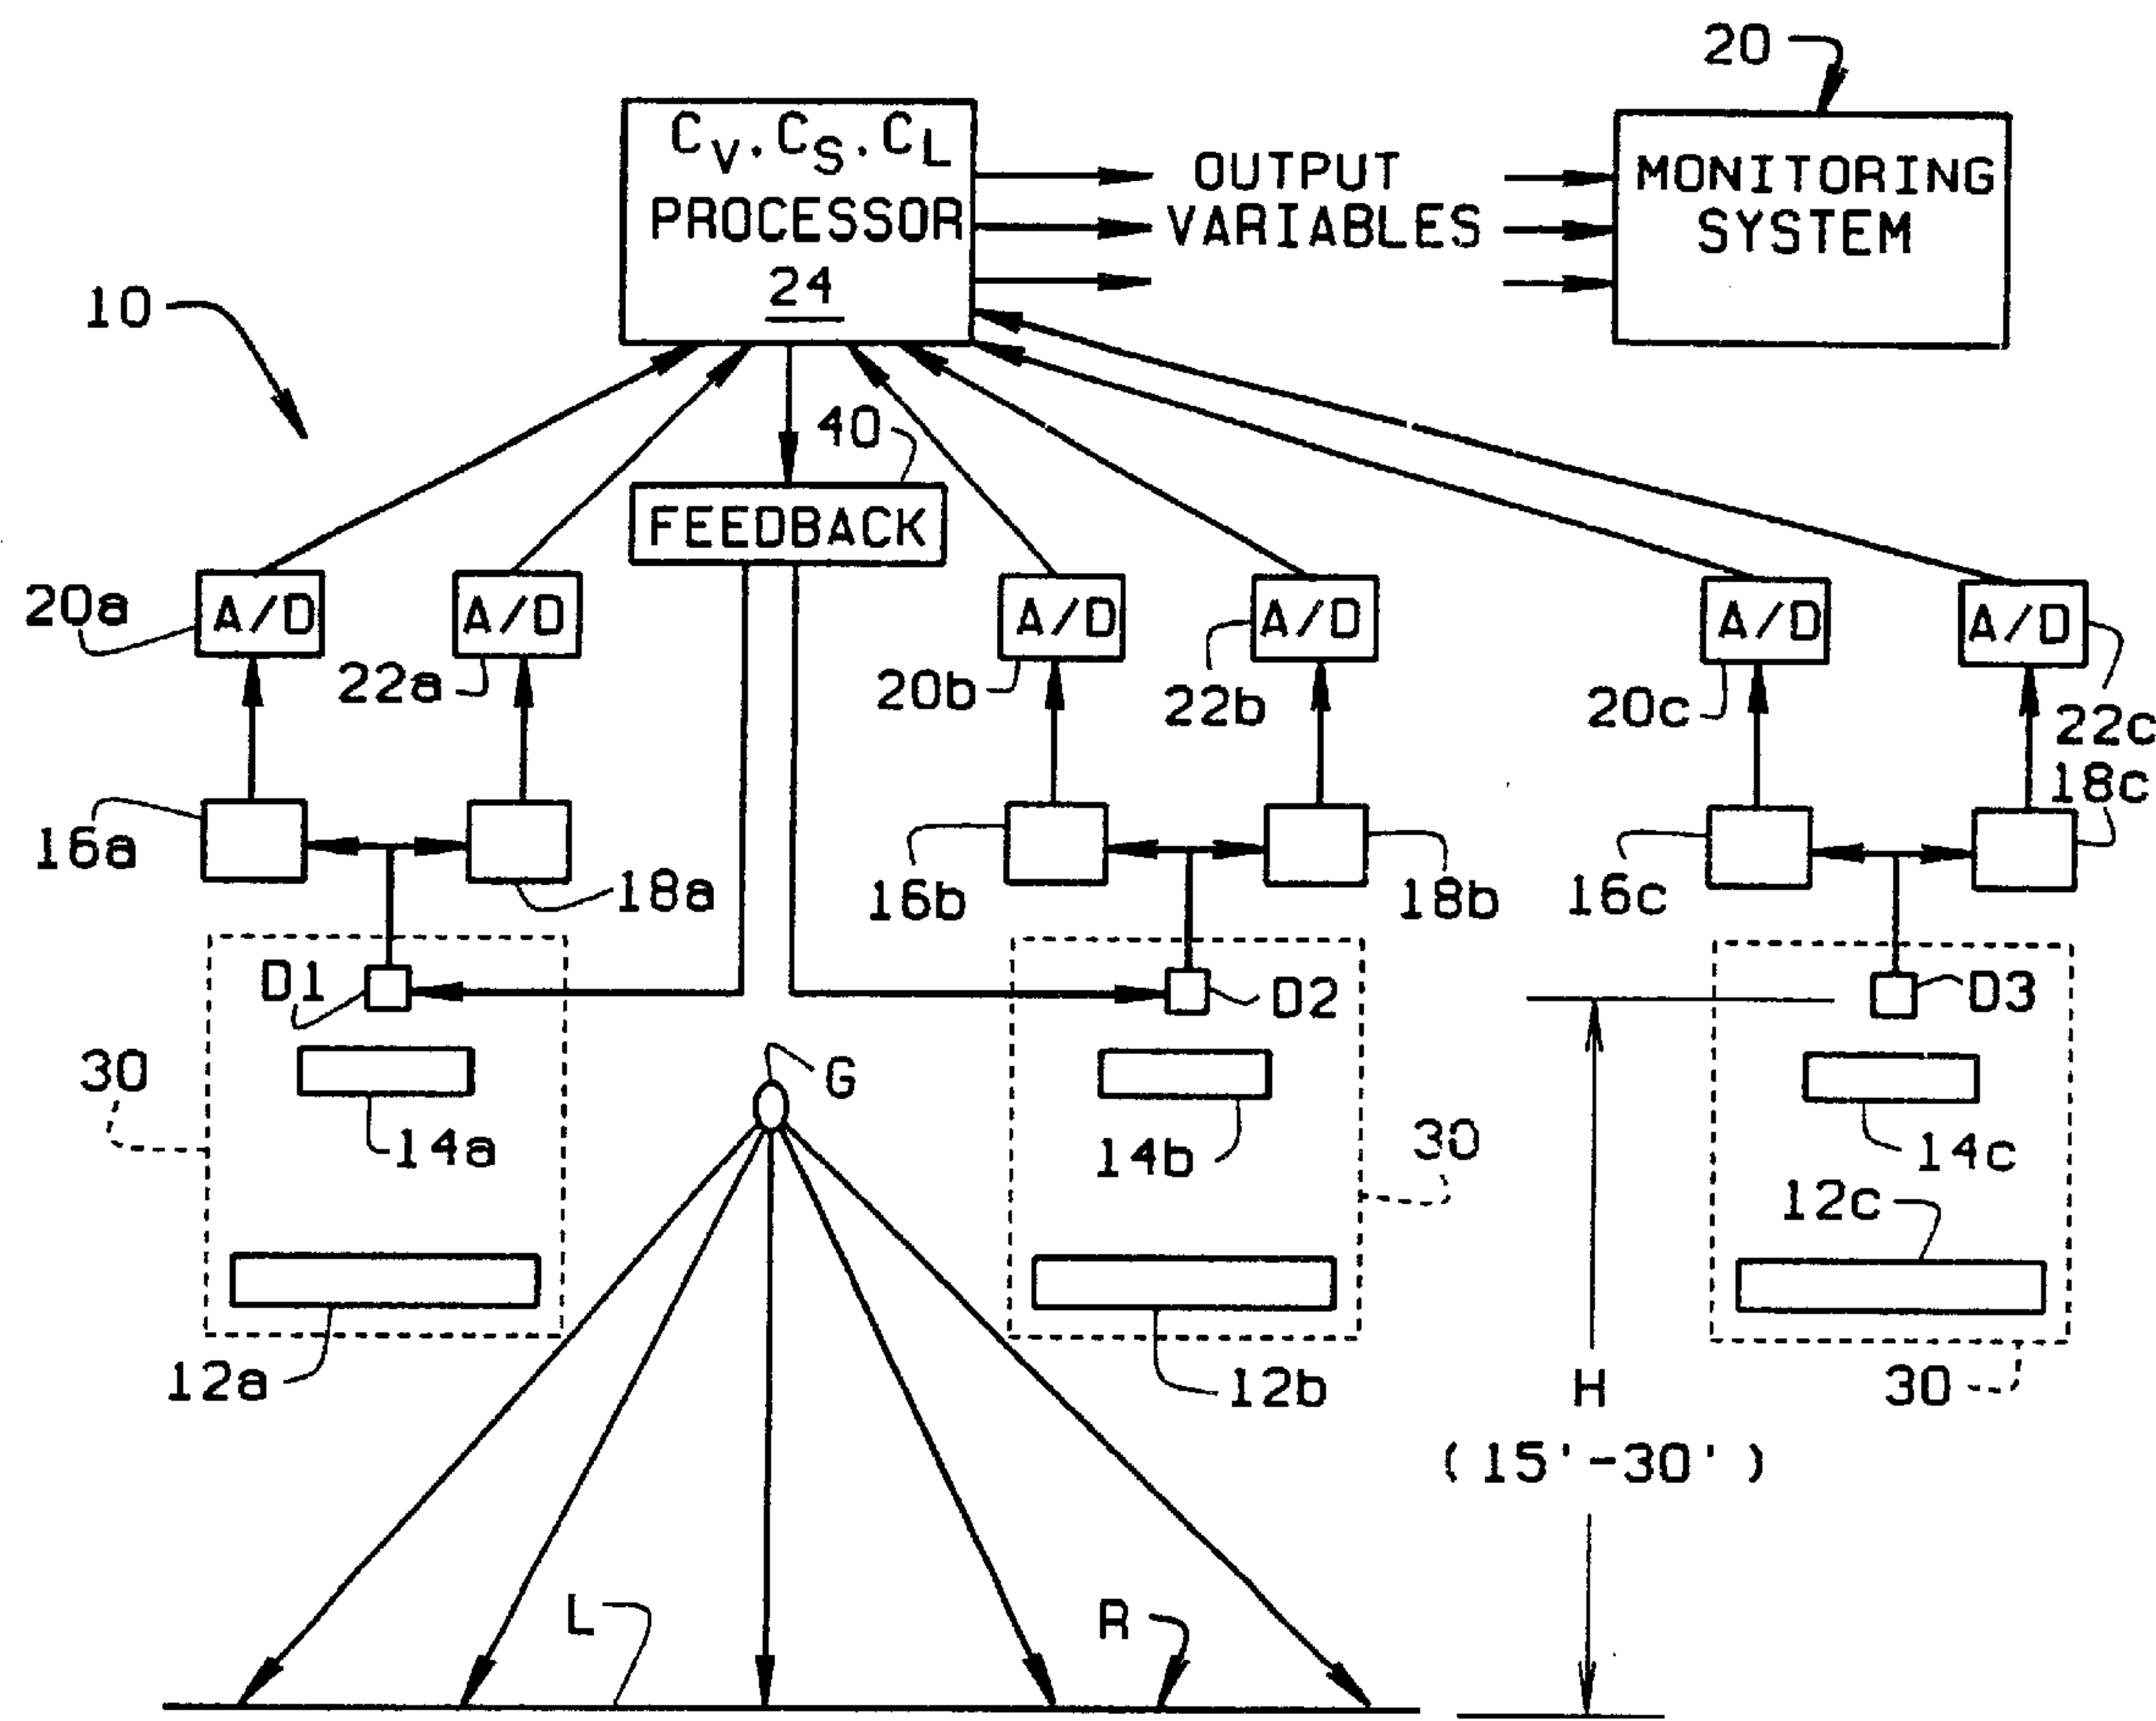 20
CV.CS.CL
PROCESSOR
24
OUTPUT
VARIABLES
MONITORING
SYSTEM
10
40
FEEDBACK
20a
A/D
A/D
22a
A/D
20b
A/D
22b
A/D
20c
A/D
22c
16a
18a
16b
18b
16c
18c
D1
D2
D3
30
14a
G
14b
30
14c
12c
12a
12b
H
30
(15'-30')
L
R